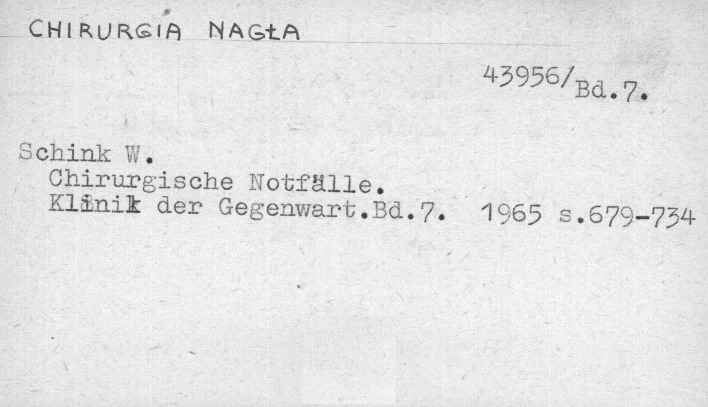 CHIRURGIA NAGŁA
43956/Bd.7.
Schink W.
Chirurgische Notfälle.
Klinik der Gegenwart.Bd.7. 1965 s.679-734